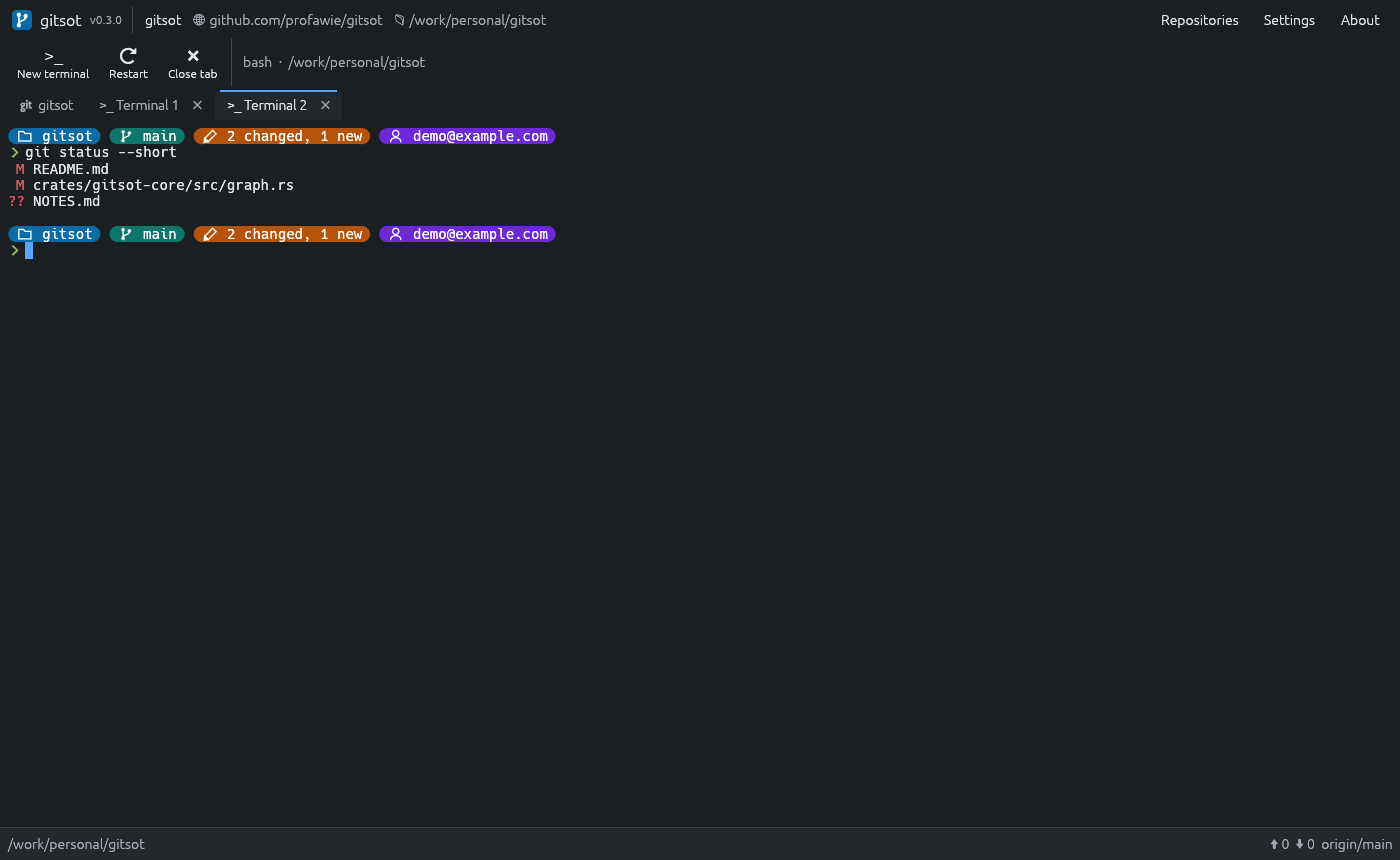 gitsot v0.3.0 gitsot github.com/profawie/gitsot /work/personal/gitsot Repositories Settings About
>_ New terminal Restart Close tab bash · /work/personal/gitsot
git gitsot >_ Terminal 1 ✕ >_ Terminal 2 ✕
gitsot main 2 changed, 1 new demo@example.com
❯ git status --short
M README.md
M crates/gitsot-core/src/graph.rs
?? NOTES.md
gitsot main 2 changed, 1 new demo@example.com
❯
/work/personal/gitsot ⬆0 ⬇0 origin/main